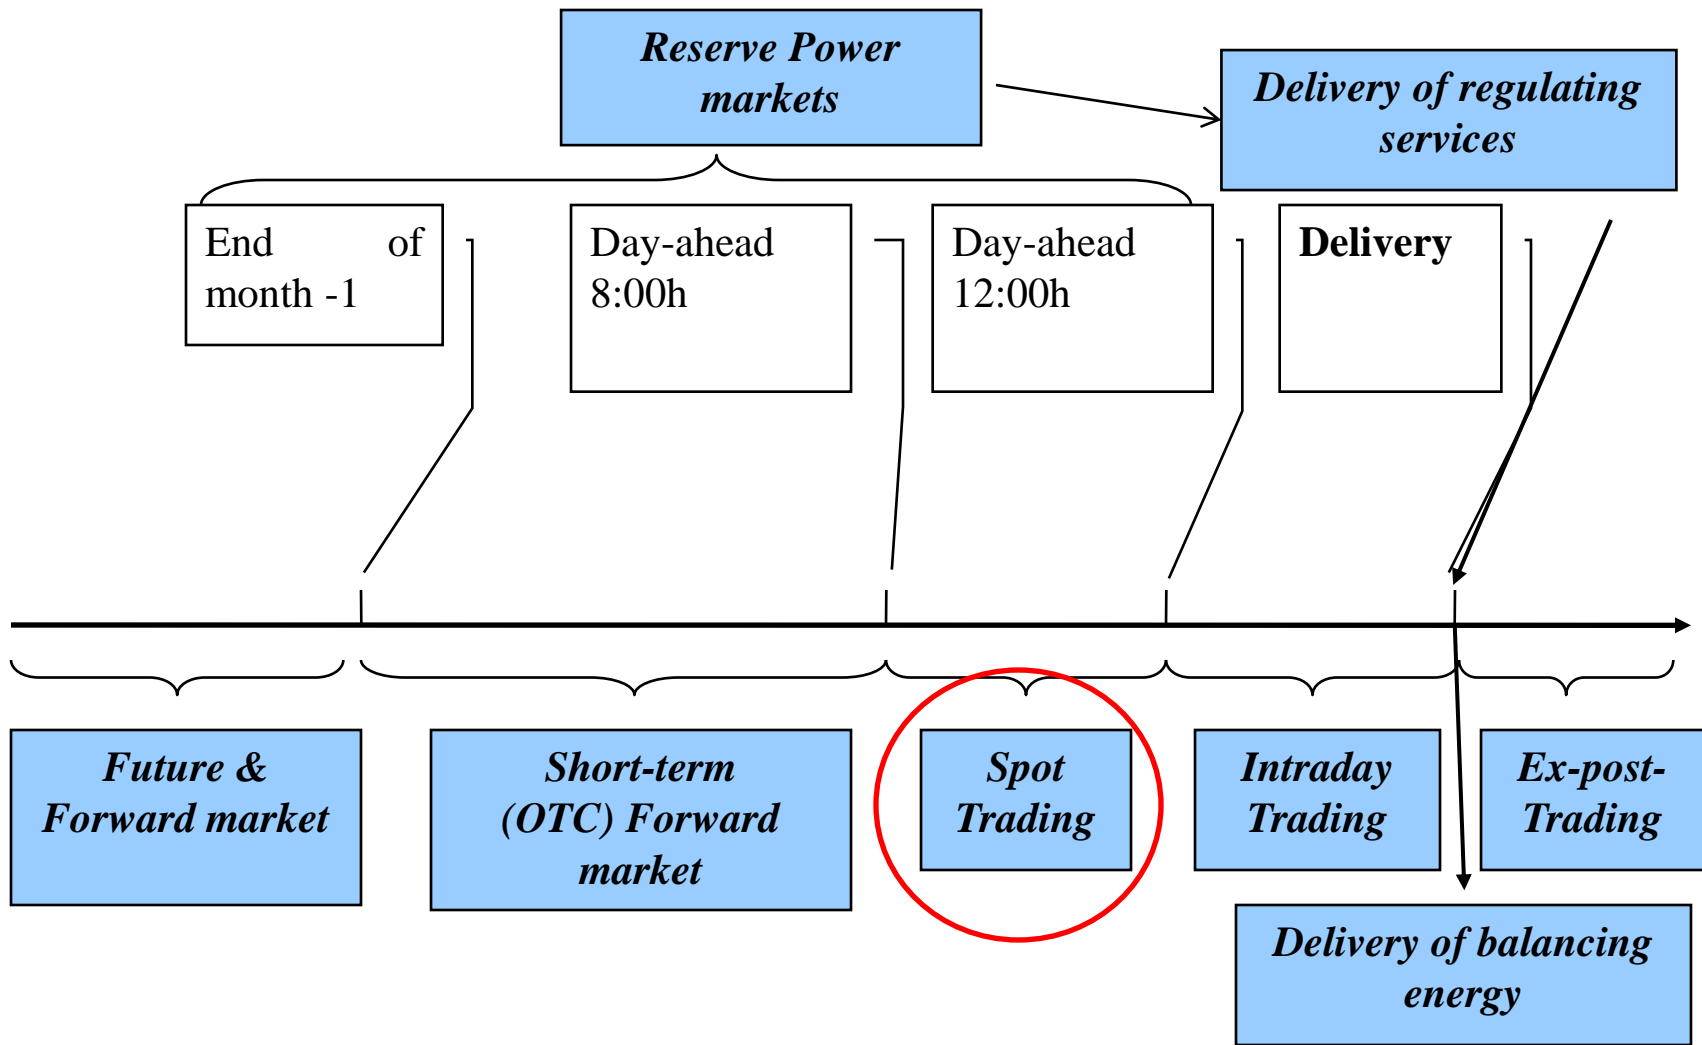 Reserve Power
markets
Delivery of regulating
services
End of
month -1
Day-ahead
8:00h
Day-ahead
12:00h
Delivery
Future &
Forward market
Short-term
(OTC) Forward
market
Spot
Trading
Intraday
Trading
Ex-post-
Trading
Delivery of balancing
energy